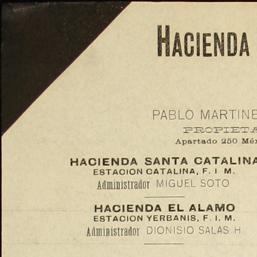 HACIENDA
PABLO MARTINE
PROPIETA
Apartado 250 Méx
HACIENDA SANTA CATALINA
ESTACION CATALINA, F. I. M.
Administrador MIGUEL SOTO
HACIENDA EL ALAMO
ESTACION YERBANIS, F. I. M.
Administrador DIONISIO SALAS H.